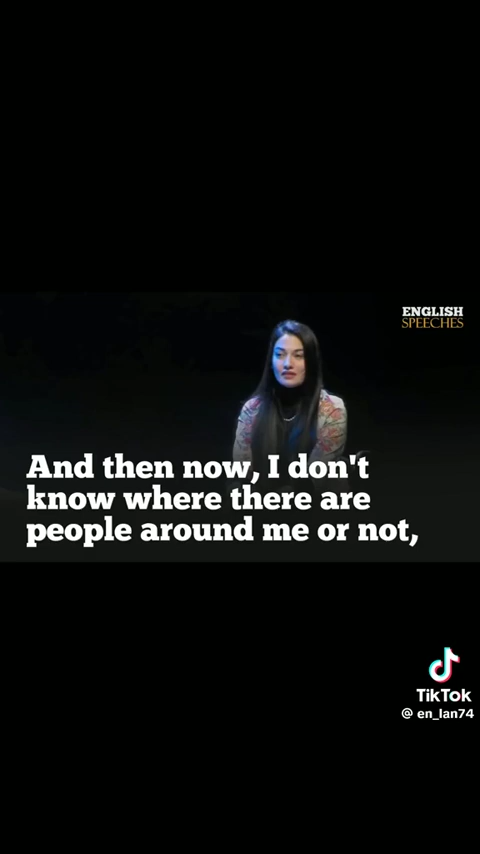 ENGLISH
SPEECHES
And then now, I don't
know where there are
people around me or not,
TikTok
@ en_lan74